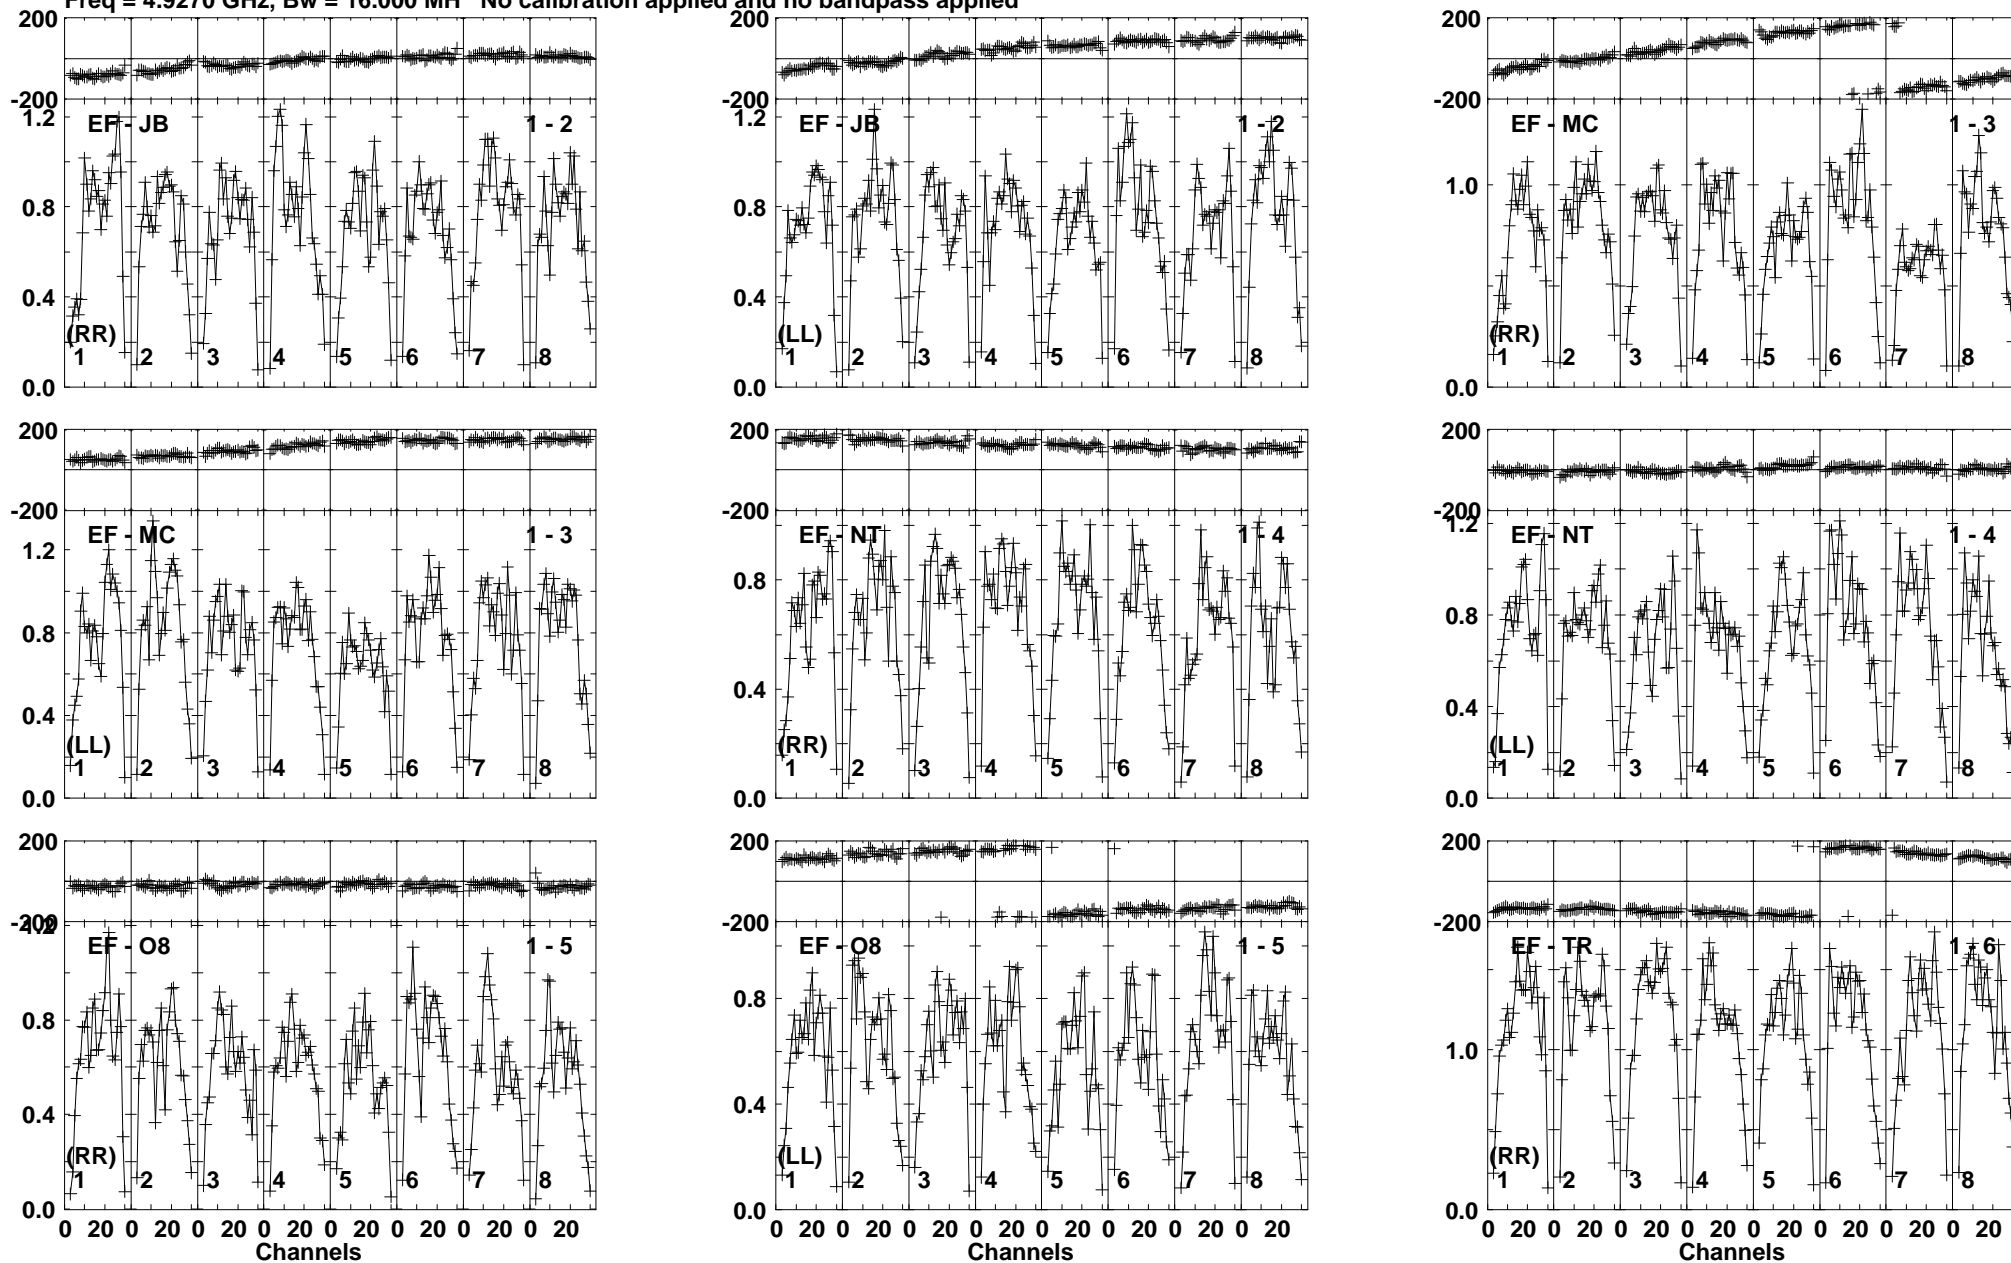 Freq = 4.9270 GHz, Bw = 16.000 MH No calibration applied and no bandpass applied
200 200 200
-200 -200 -200
1.2 EF - JB 1 - 2 1.2 EF - JB 1 - 2 EF - MC 1 - 3
1.0
0.8 0.8
0.4 0.4
(RR) (LL) (RR)
1 2 3 4 5 6 7 8 1 2 3 4 5 6 7 8 1 2 3 4 5 6 7 8
0.0 0.0 0.0
200 200 200
-200 -200 -200
EF - MC 1 - 3 EF - NT 1 - 4 1.2 EF - NT 1 - 4
1.2
0.8 0.8 0.8
0.4 0.4 0.4
(LL) (RR) (LL)
1 2 3 4 5 6 7 8 1 2 3 4 5 6 7 8 1 2 3 4 5 6 7 8
0.0 0.0 0.0
200 200 200
-200 -200 -200
1.2 EF - O8 1 - 5 EF - O8 1 - 5 EF - TR 1 - 6
0.8 0.8 1.0
0.4 0.4
(RR) (LL) (RR)
1 2 3 4 5 6 7 8 1 2 3 4 5 6 7 8 1 2 3 4 5 6 7 8
0.0 0.0 0.0
0 20 0 20 0 20 0 20 0 20 0 20 0 20 0 20 0 20 0 20 0 20 0 20 0 20 0 20 0 20 0 20 0 20 0 20 0 20 0 20 0 20 0 20 0 20 0 20
Channels Channels Channels